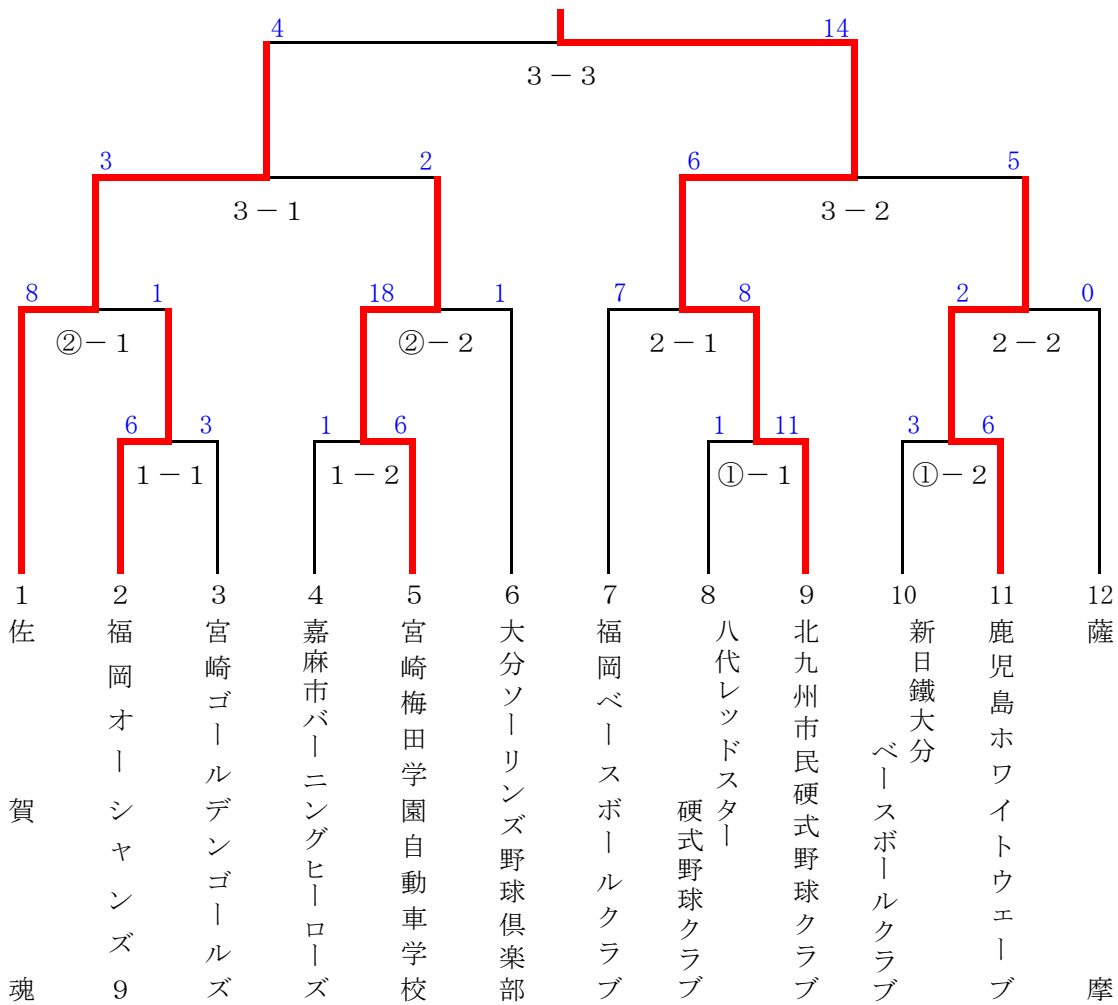 4 14
3－3
3 2 6 5
3－1 3－2
8 1 18 1 7 8 2 0
②－1 ②－2 2－1 2－2
6 3 1 6 1 11 3 6
1－1 1－2 ①－1 ①－2
1 2 3 4 5 6 7 8 9 10 11 12
佐賀魂
福岡オーシャンズ9
宮崎ゴールデンゴールズ
嘉麻市バーニングヒーローズ
宮崎梅田学園自動車学校
大分ソーリンズ野球倶楽部
福岡ベースボールクラブ
八代レッドスター
硬式野球クラブ
北九州市民硬式野球クラブ
新日鐵大分
ベースボールクラブ
鹿児島ホワイトウェーブ
薩摩